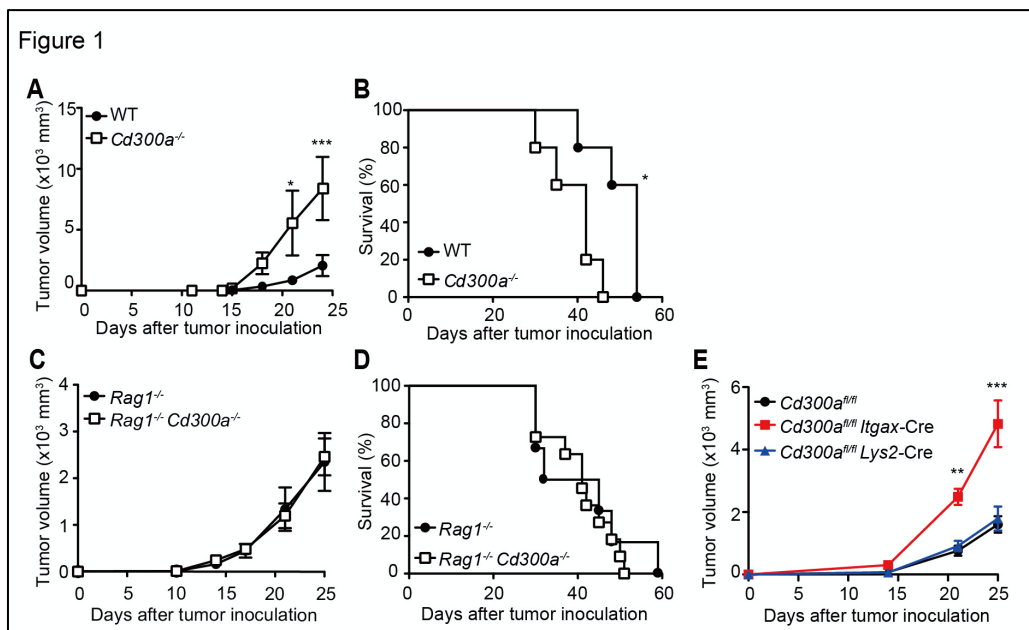 Figure 1
A
Tumor volume (x10³ mm³)
15
10
5
0
WT
Cd300a-/-
*
***
0 5 10 15 20 25
Days after tumor inoculation
B
Survival (%)
100
80
60
40
20
0
WT
Cd300a-/-
*
0 20 40 60
Days after tumor inoculation
C
Tumor volume (x10³ mm³)
4
3
2
1
0
Rag1-/-
Rag1-/- Cd300a-/-
0 5 10 15 20 25
Days after tumor inoculation
D
Survival (%)
100
80
60
40
20
0
Rag1-/-
Rag1-/- Cd300a-/-
0 20 40 60
Days after tumor inoculation
E
Tumor volume (x10³ mm³)
6
4
2
0
Cd300afl/fl
Cd300afl/fl Itgax-Cre
Cd300afl/fl Lys2-Cre
**
***
0 5 10 15 20 25
Days after tumor inoculation